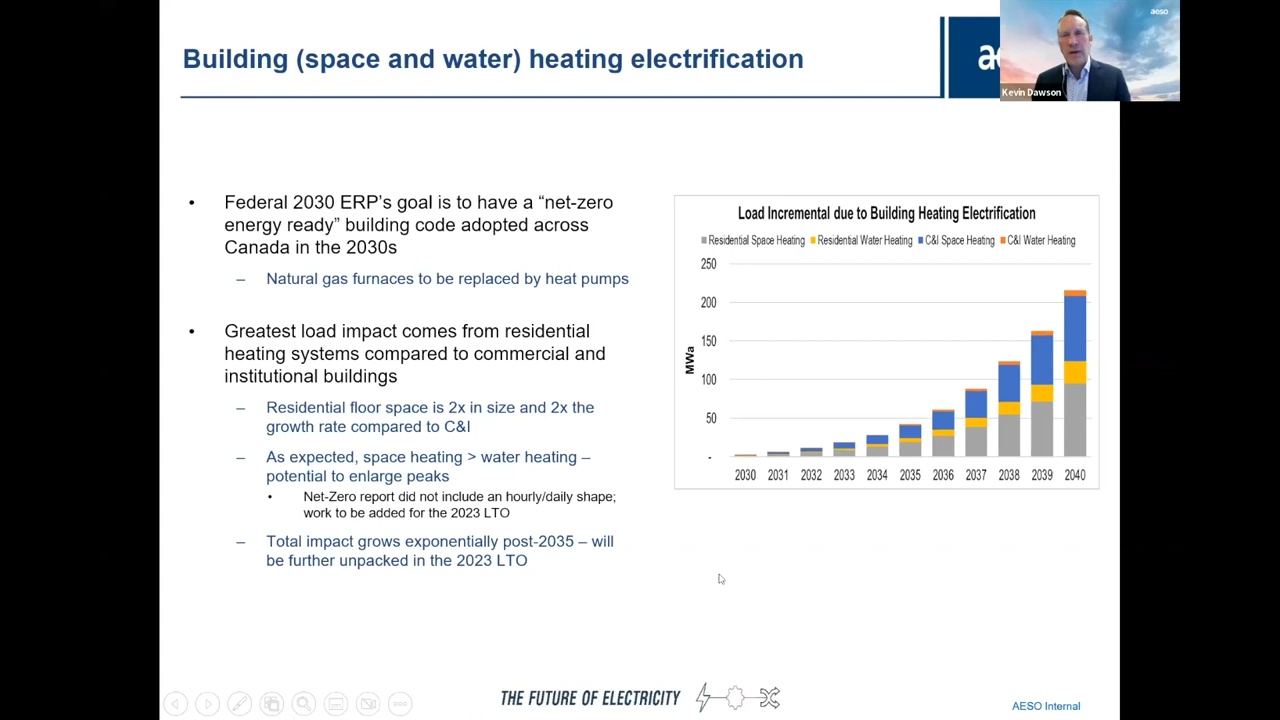 Building (space and water) heating electrification
aeso
Kevin Dawson
• Federal 2030 ERP’s goal is to have a “net-zero
energy ready” building code adopted across
Canada in the 2030s
– Natural gas furnaces to be replaced by heat pumps
• Greatest load impact comes from residential
heating systems compared to commercial and
institutional buildings
– Residential floor space is 2x in size and 2x the
growth rate compared to C&I
– As expected, space heating > water heating –
potential to enlarge peaks
• Net-Zero report did not include an hourly/daily shape;
work to be added for the 2023 LTO
– Total impact grows exponentially post-2035 – will
be further unpacked in the 2023 LTO
Load Incremental due to Building Heating Electrification
Residential Space Heating Residential Water Heating C&I Space Heating C&I Water Heating
250
200
150
100
50
-
MWa
2030 2031 2032 2033 2034 2035 2036 2037 2038 2039 2040
THE FUTURE OF ELECTRICITY
AESO Internal